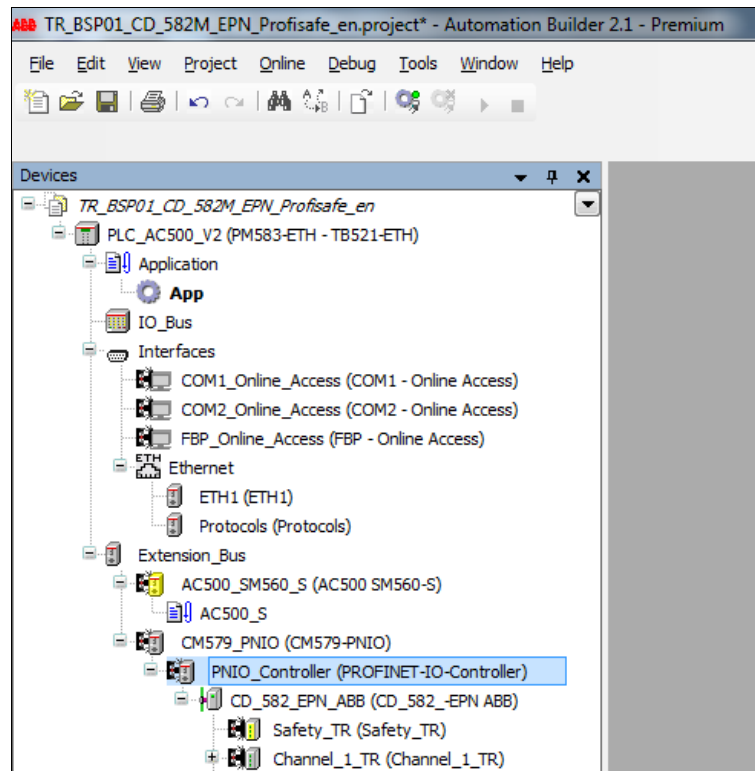 ABB TR_BSP01_CD_582M_EPN_Profisafe_en.project* - Automation Builder 2.1 - Premium
File Edit View Project Online Debug Tools Window Help
Devices
TR_BSP01_CD_582M_EPN_Profisafe_en
PLC_AC500_V2 (PM583-ETH - TB521-ETH)
Application
App
IO_Bus
Interfaces
COM1_Online_Access (COM1 - Online Access)
COM2_Online_Access (COM2 - Online Access)
FBP_Online_Access (FBP - Online Access)
ETH Ethernet
ETH1 (ETH1)
Protocols (Protocols)
Extension_Bus
AC500_SM560_S (AC500 SM560-S)
AC500_S
CM579_PNIO (CM579-PNIO)
PNIO_Controller (PROFINET-IO-Controller)
CD_582_EPN_ABB (CD_582_-EPN ABB)
Safety_TR (Safety_TR)
Channel_1_TR (Channel_1_TR)